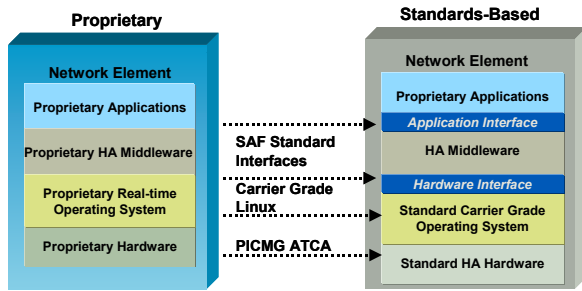 Proprietary
Network Element
Proprietary Applications
Proprietary HA Middleware
Proprietary Real-time
Operating System
Proprietary Hardware
SAF Standard
Interfaces
Carrier Grade
Linux
PICMG ATCA
Standards-Based
Network Element
Proprietary Applications
Application Interface
HA Middleware
Hardware Interface
Standard Carrier Grade
Operating System
Standard HA Hardware